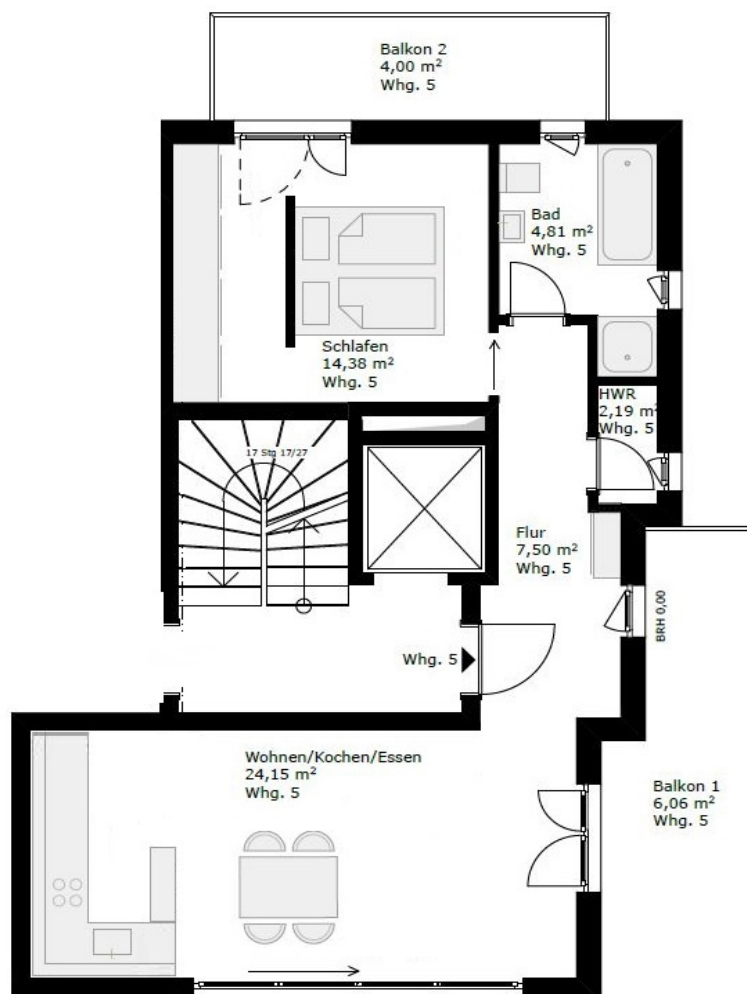 Balkon 2
4,00 m²
Whg. 5
Bad
4,81 m²
Whg. 5
Schlafen
14,38 m²
Whg. 5
HWR
2,19 m²
Whg. 5
17 Stg 17/27
Flur
7,50 m²
Whg. 5
BRH 0,00
Whg. 5
Wohnen/Kochen/Essen
24,15 m²
Whg. 5
Balkon 1
6,06 m²
Whg. 5